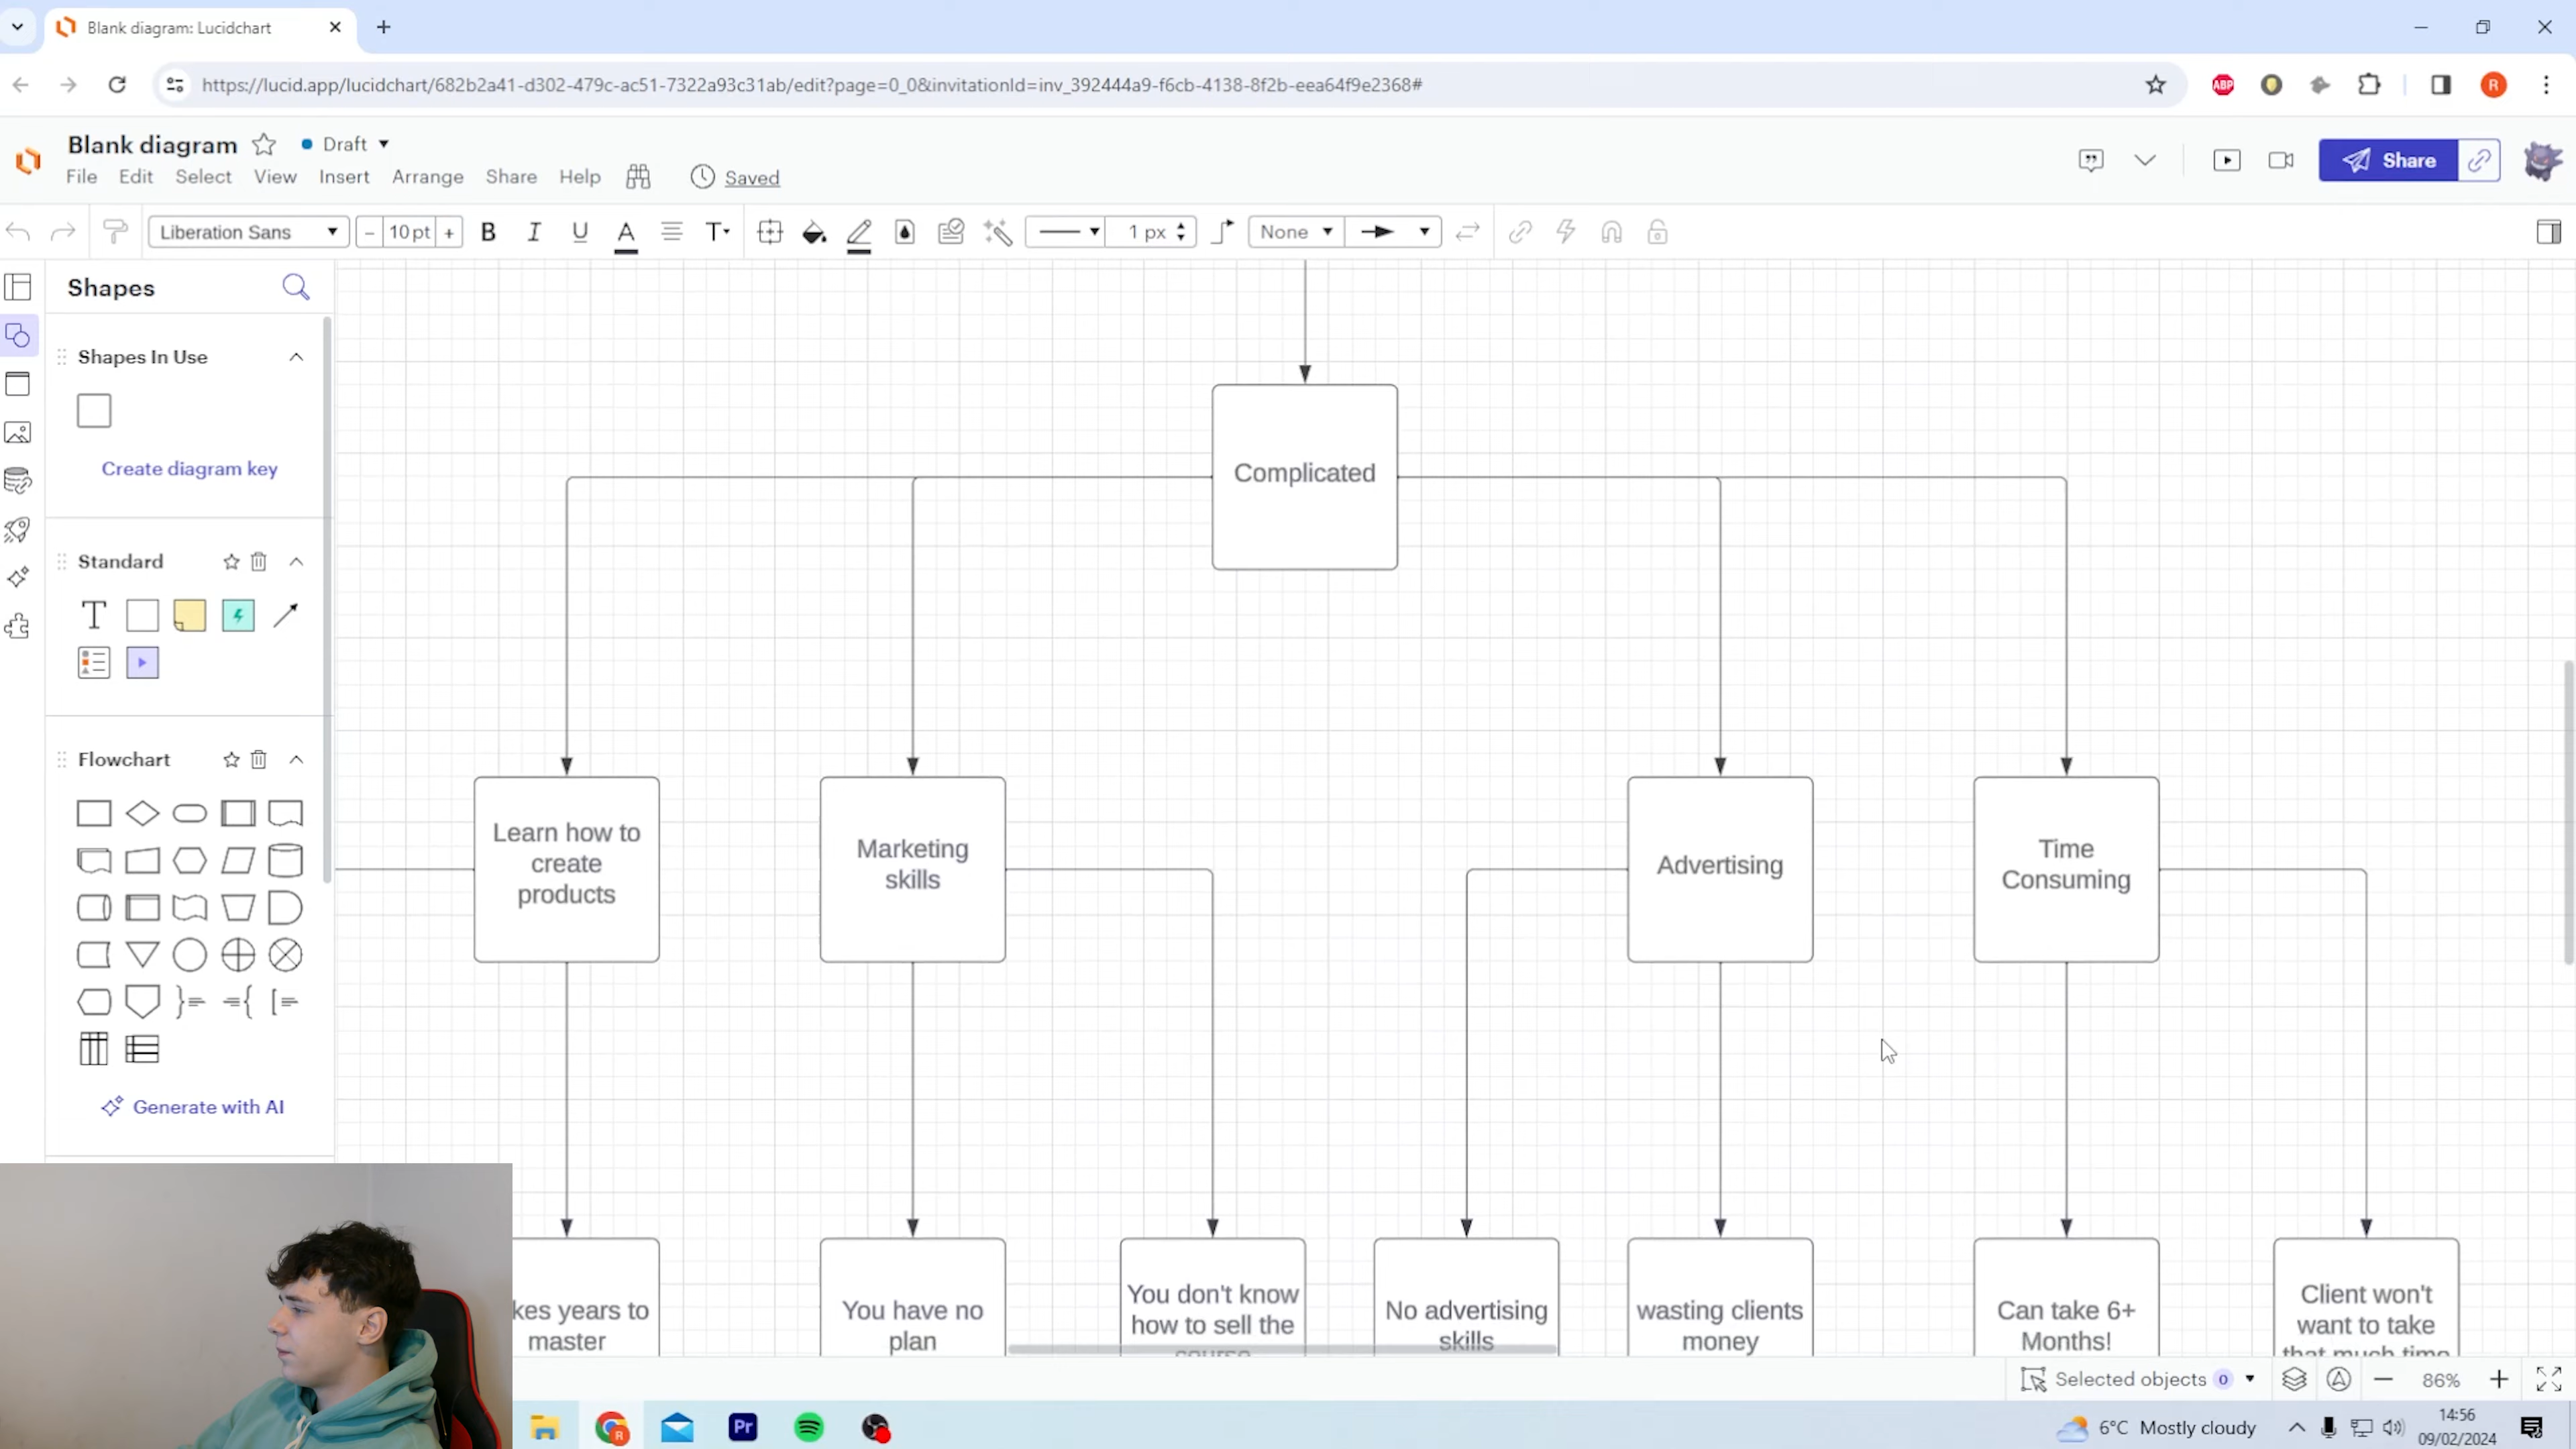 Blank diagram: Lucidchart
https://lucid.app/lucidchart/682b2a41-d302-479c-ac51-7322a93c31ab/edit?page=0_0&invitationId=inv_392444a9-f6cb-4138-8f2b-eea64f9e2368#
ABP
R
Blank diagram
Draft
File Edit Select View Insert Arrange Share Help
Saved
Share
Liberation Sans
- 10 pt +
B I U A T
1 px
None
Shapes
Shapes In Use
Create diagram key
Standard
T
Flowchart
Generate with AI
Complicated
Learn how to
create
products
Marketing
skills
Advertising
Time
Consuming
kes years to
master
You have no
plan
You don't know
how to sell the
course
No advertising
skills
wasting clients
money
Can take 6+
Months!
Client won't
want to take
that much time
Selected objects 0
86%
R
Pr
6°C Mostly cloudy
14:56
09/02/2024